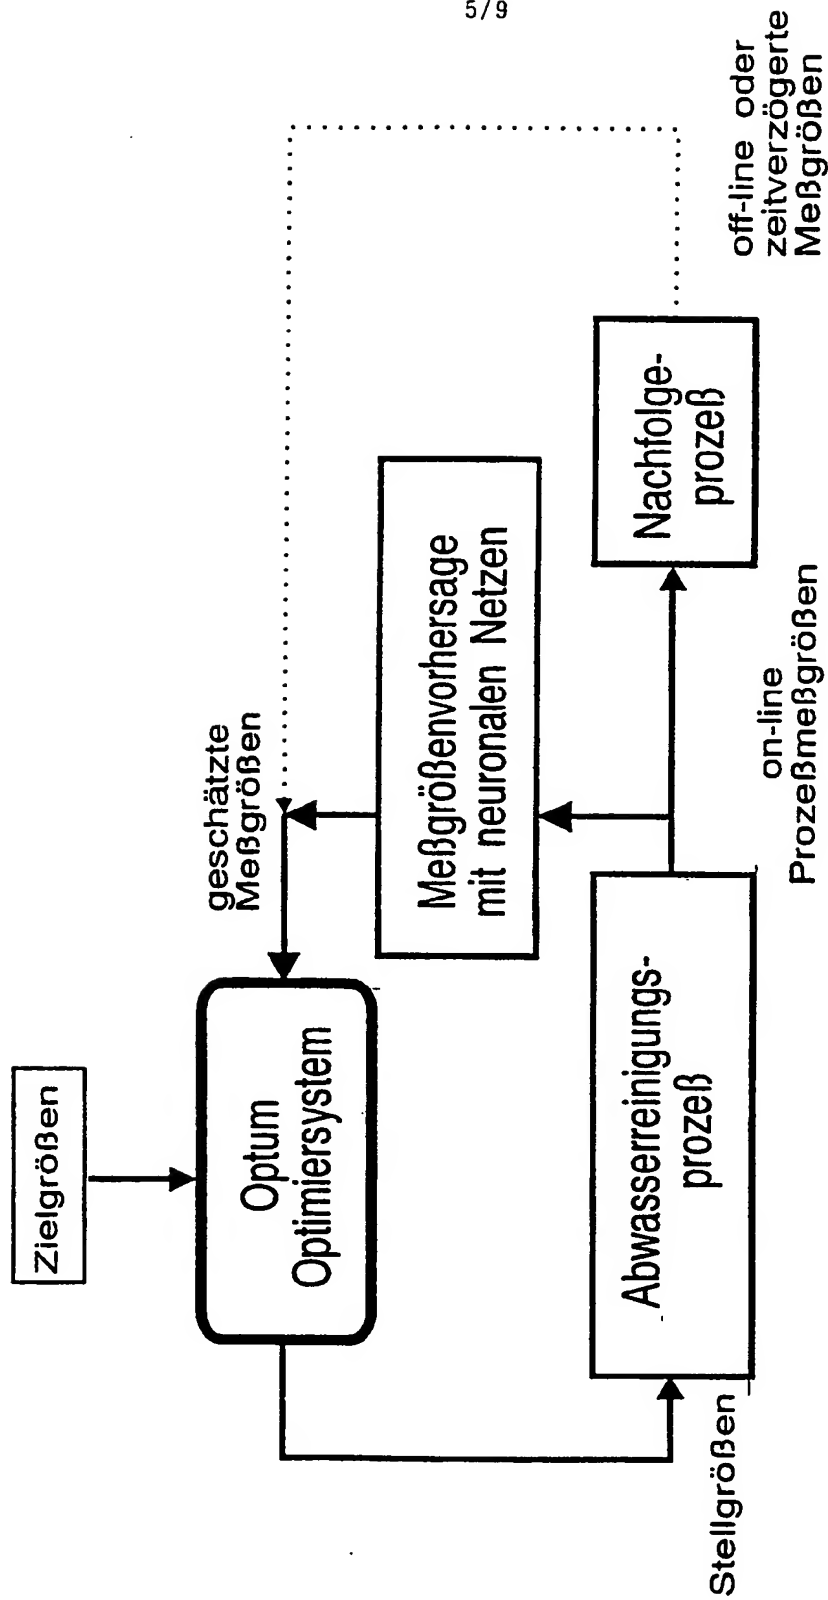 5/9
Zielgrößen
Optum
Optimiersystem
geschätzte
Meßgrößen
Meßgrößenvorhersage
mit neuronalen Netzen
Stellgrößen
Abwasserreinigungs-
prozeß
on-line
Prozeßmeßgrößen
Nachfolge-
prozeß
off-line oder
zeitverzögerte
Meßgrößen